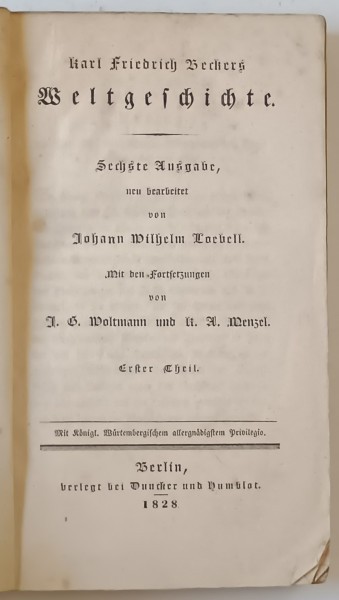 Karl Friedrich Beckers
Weltgeschichte.
Sechste Ausgabe,
neu bearbeitet
von
Johann Wilhelm Loebell.
Mit den Fortsetzungen
von
J. G. Woltmann und K. A. Menzel.
Erster Theil.
Mit Königl. Würtembergischem allergnädigstem Privilegio.
Berlin,
verlegt bei Duncker und Humblot.
1828